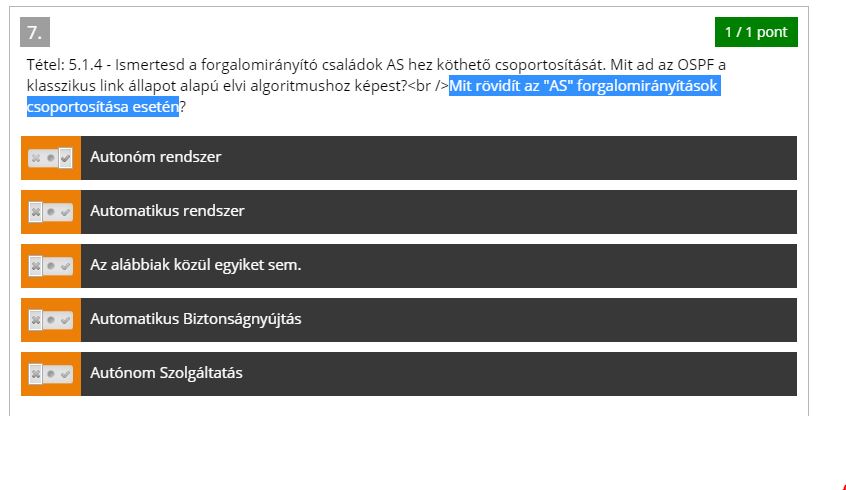 7.
1 / 1 pont
Tétel: 5.1.4 - Ismertesd a forgalomirányító családok AS hez köthető csoportosítását. Mit ad az OSPF a
klasszikus link állapot alapú elvi algoritmushoz képest?<br />Mit rövidít az "AS" forgalomirányítások
csoportosítása esetén?
Autonóm rendszer
Automatikus rendszer
Az alábbiak közül egyiket sem.
Automatikus Biztonságnyújtás
Autónom Szolgáltatás